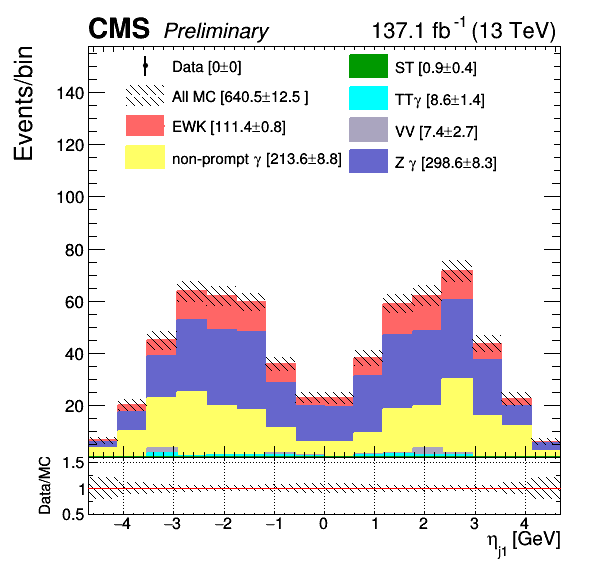 CMS Preliminary 137.1 fb⁻¹ (13 TeV)
Events/bin
Data [0±0]
All MC [640.5±12.5 ]
EWK [111.4±0.8]
non-prompt γ [213.6±8.8]
ST [0.9±0.4]
TTγ [8.6±1.4]
VV [7.4±2.7]
Z γ [298.6±8.3]
140
120
100
80
60
40
20
Data/MC
1.5
1
0.5
−4 −3 −2 −1 0 1 2 3 4
η_j1 [GeV]